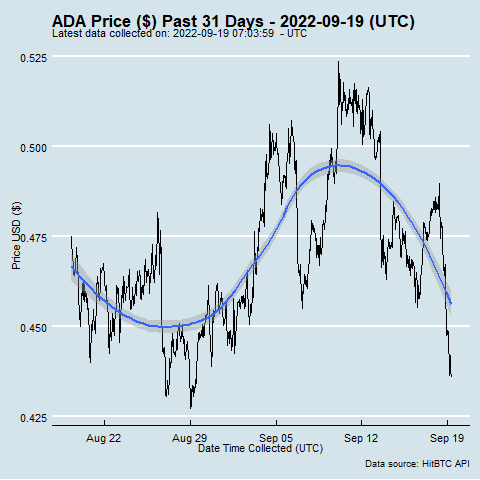 ADA Price ($) Past 31 Days - 2022-09-19 (UTC)
Latest data collected on: 2022-09-19 07:03:59  - UTC
0.525
0.500
0.475
0.450
0.425
Price USD ($)
Aug 22
Aug 29
Sep 05
Sep 12
Sep 19
Date Time Collected (UTC)
Data source: HitBTC API